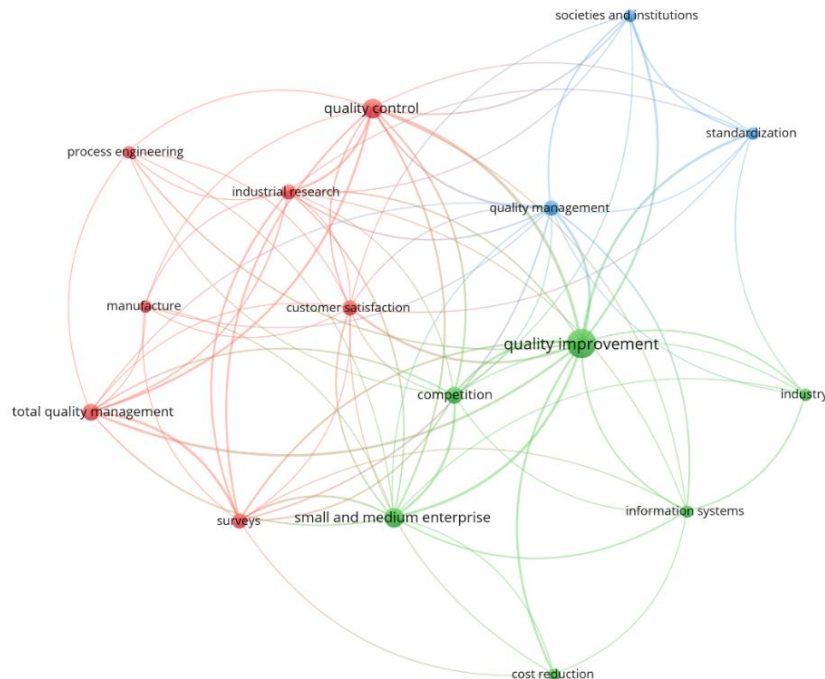 societies and institutions
quality control
standardization
process engineering
industrial research
quality management
manufacture
customer satisfaction
quality improvement
competition
industry
total quality management
information systems
small and medium enterprise
surveys
cost reduction